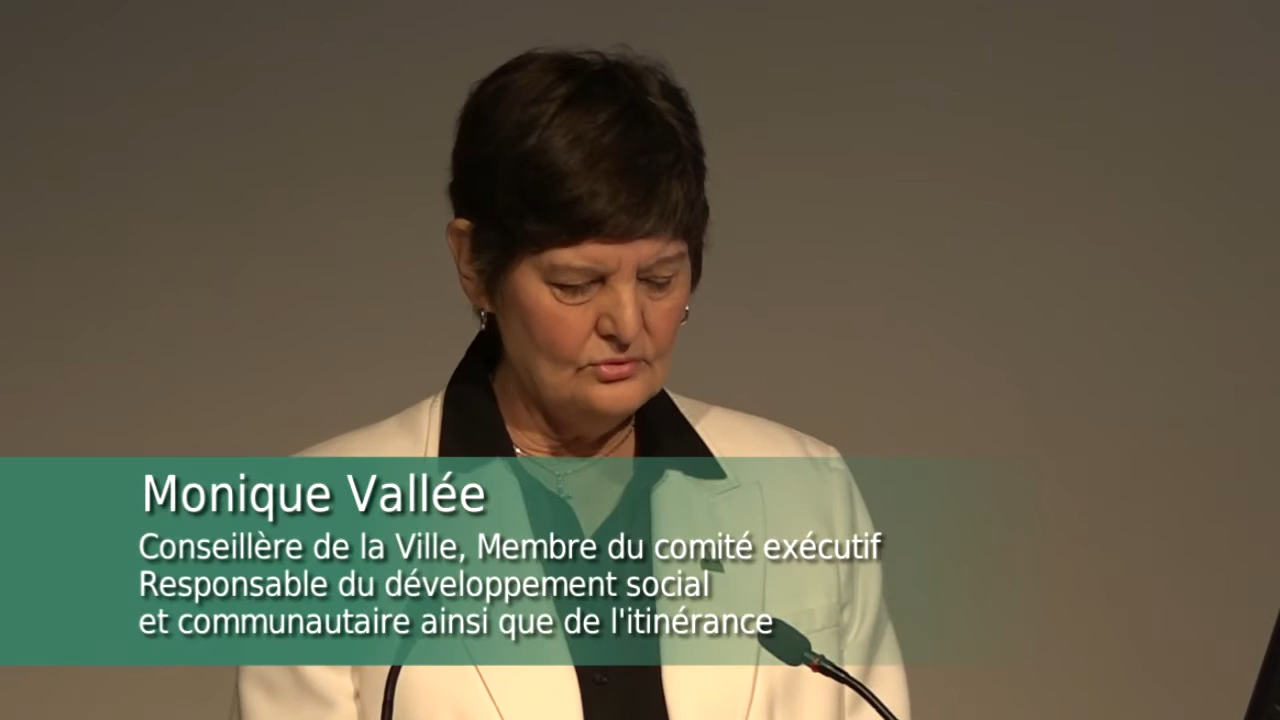 Monique Vallée
Conseillère de la Ville, Membre du comité exécutif
Responsable du développement social
et communautaire ainsi que de l'itinérance